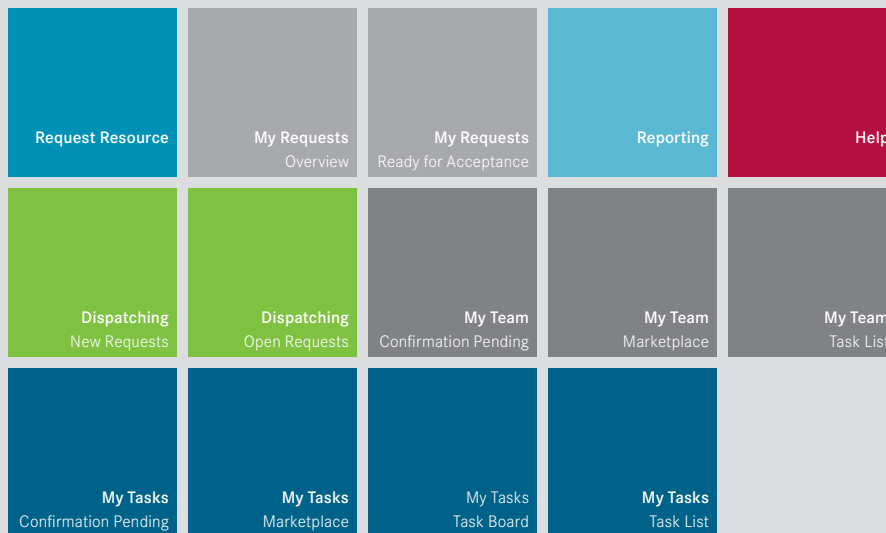 Request Resource
My Requests
Overview
My Requests
Ready for Acceptance
Reporting
Help
Dispatching
New Requests
Dispatching
Open Requests
My Team
Confirmation Pending
My Team
Marketplace
My Team
Task List
My Tasks
Confirmation Pending
My Tasks
Marketplace
My Tasks
Task Board
My Tasks
Task List